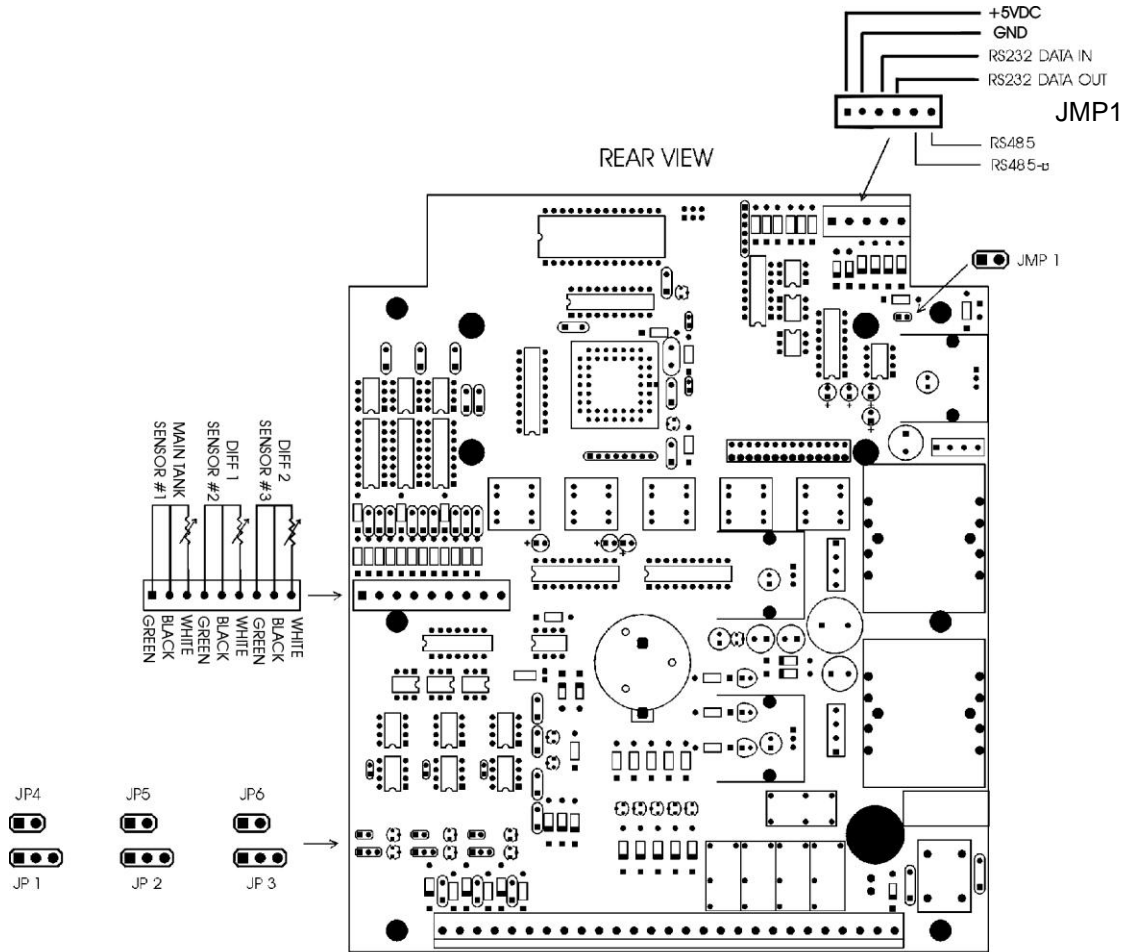 +5VDC
GND
RS232 DATA IN
RS232 DATA OUT
JMP1
RS485
RS485-
REAR VIEW
JMP 1
SENSOR #1
MAIN TANK
SENSOR #2
DIFF 1
SENSOR #3
DIFF 2
GREEN
BLACK
WHITE
GREEN
BLACK
WHITE
GREEN
BLACK
WHITE
JP4
JP5
JP6
JP 1
JP 2
JP 3